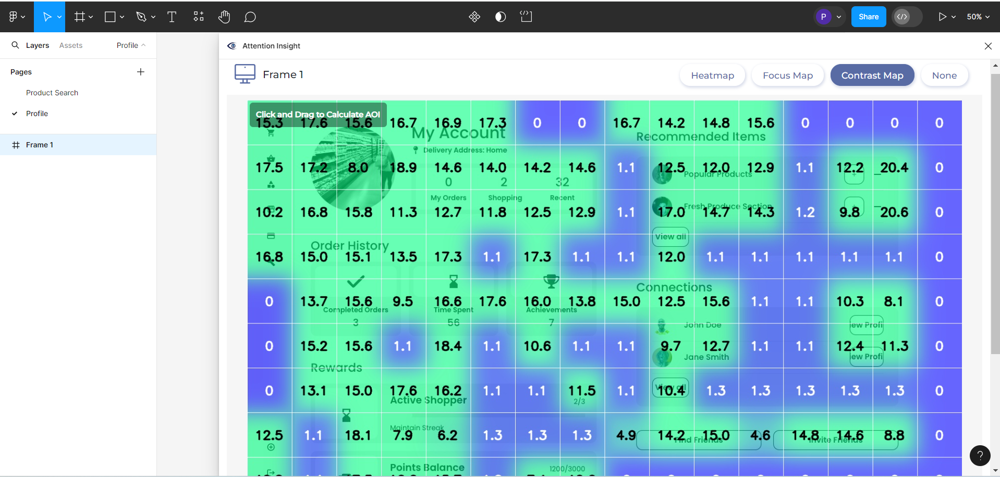 P
Share
50%
Layers
Assets
Profile
Attention Insight
Pages
Frame 1
Heatmap
Focus Map
Contrast Map
None
Product Search
Profile
Frame 1
Click and Drag to Calculate AOI
15.3 17.6 15.6 16.7 16.9 17.3 0 0 16.7 14.2 14.8 15.6 0 0 0 0
My Account
Recommended Items
Delivery Address: Home
17.5 17.2 8.0 18.9 14.6 14.0 14.2 14.6 1.1 12.5 12.0 12.9 1.1 12.2 20.4 0
Popular Products
0 2 32
My Orders Shopping Recent
Fresh Produce Section
10.2 16.8 15.8 11.3 12.7 11.8 12.5 12.9 1.1 17.0 14.7 14.3 1.2 9.8 20.6 0
View all
Order History
16.8 15.0 15.1 13.5 17.3 1.1 17.3 1.1 1.1 12.0 1.1 1.1 1.1 1.1 1.1 0
Connections
0 13.7 15.6 9.5 16.6 17.6 16.0 13.8 15.0 12.5 15.6 1.1 1.1 10.3 8.1 0
Completed Orders Time Spent Achievements
3 56 7
John Doe
ew Profi
0 15.2 15.6 1.1 18.4 1.1 10.6 1.1 1.1 9.7 12.7 1.1 1.1 12.4 11.3 0
Jane Smith
ew Profi
Rewards
0 13.1 15.0 17.6 16.2 1.1 1.1 11.5 1.1 10.4 1.3 1.3 1.3 1.3 1.3 0
View all
Active Shopper
2/3
Maintain Streak
12.5 1.1 18.1 7.9 6.2 1.3 1.3 1.3 4.9 14.2 15.0 4.6 14.8 14.6 8.8 0
Find Friends
Invite Friends
Points Balance
1200/3000
?